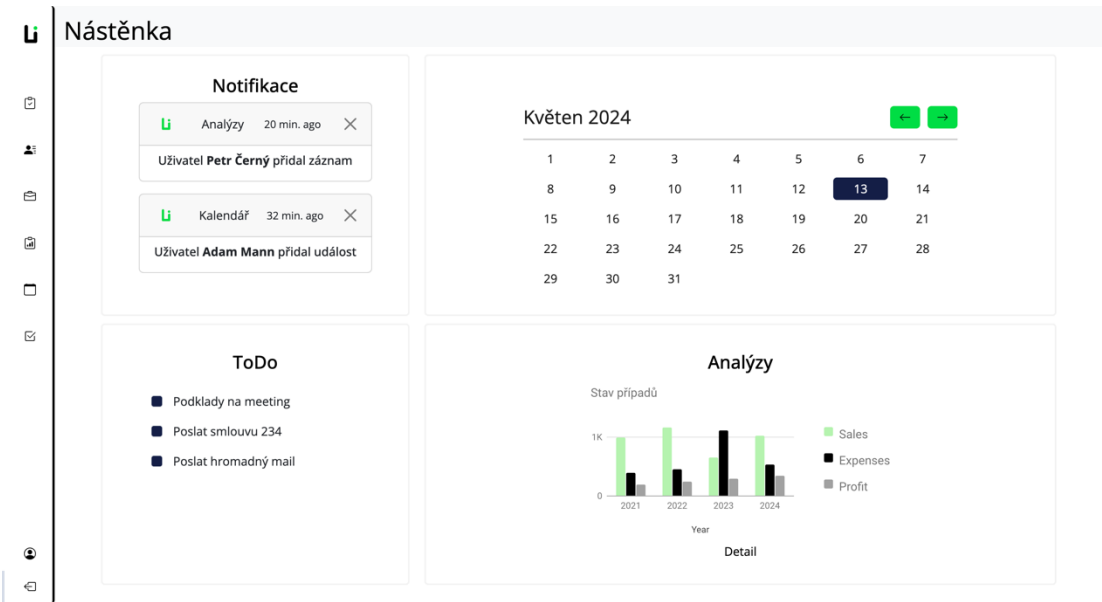 Li
Nástěnka
Notifikace
Li Analýzy 20 min. ago
Uživatel Petr Černý přidal záznam
Li Kalendář 32 min. ago
Uživatel Adam Mann přidal událost
Květen 2024
1 2 3 4 5 6 7
8 9 10 11 12 13 14
15 16 17 18 19 20 21
22 23 24 25 26 27 28
29 30 31
ToDo
Podklady na meeting
Poslat smlouvu 234
Poslat hromadný mail
Analýzy
Stav případů
1K
0
2021 2022 2023 2024
Year
Sales
Expenses
Profit
Detail